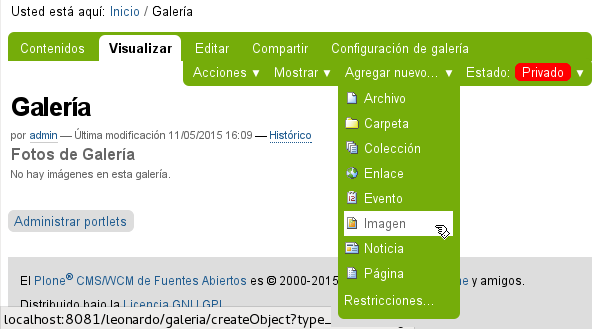 Usted está aquí: Inicio / Galería
Contenidos Visualizar Editar Compartir Configuración de galería
Acciones ▼ Mostrar ▼ Agregar nuevo... ▼ Estado: Privado ▼
Galería
por admin — Última modificación 11/05/2015 16:09 — Histórico
Fotos de Galería
No hay imágenes en esta galería.
Administrar portlets
Archivo
Carpeta
Colección
Enlace
Evento
Imagen
Noticia
Página
Restricciones...
El Plone® CMS/WCM de Fuentes Abiertos es © 2000-2015 y amigos.
Distribuido bajo la Licencia GNU GPL
localhost:8081/leonardo/galeria/createObject?type_